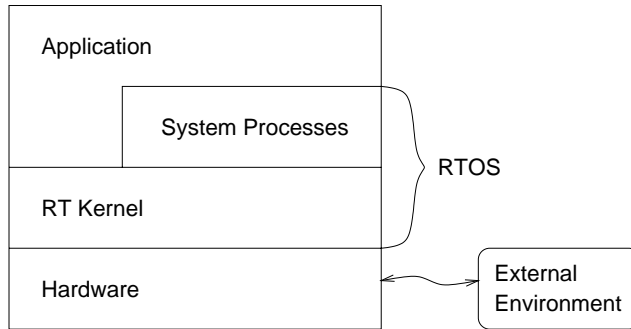 Application
System Processes
RTOS
RT Kernel
Hardware
External
Environment